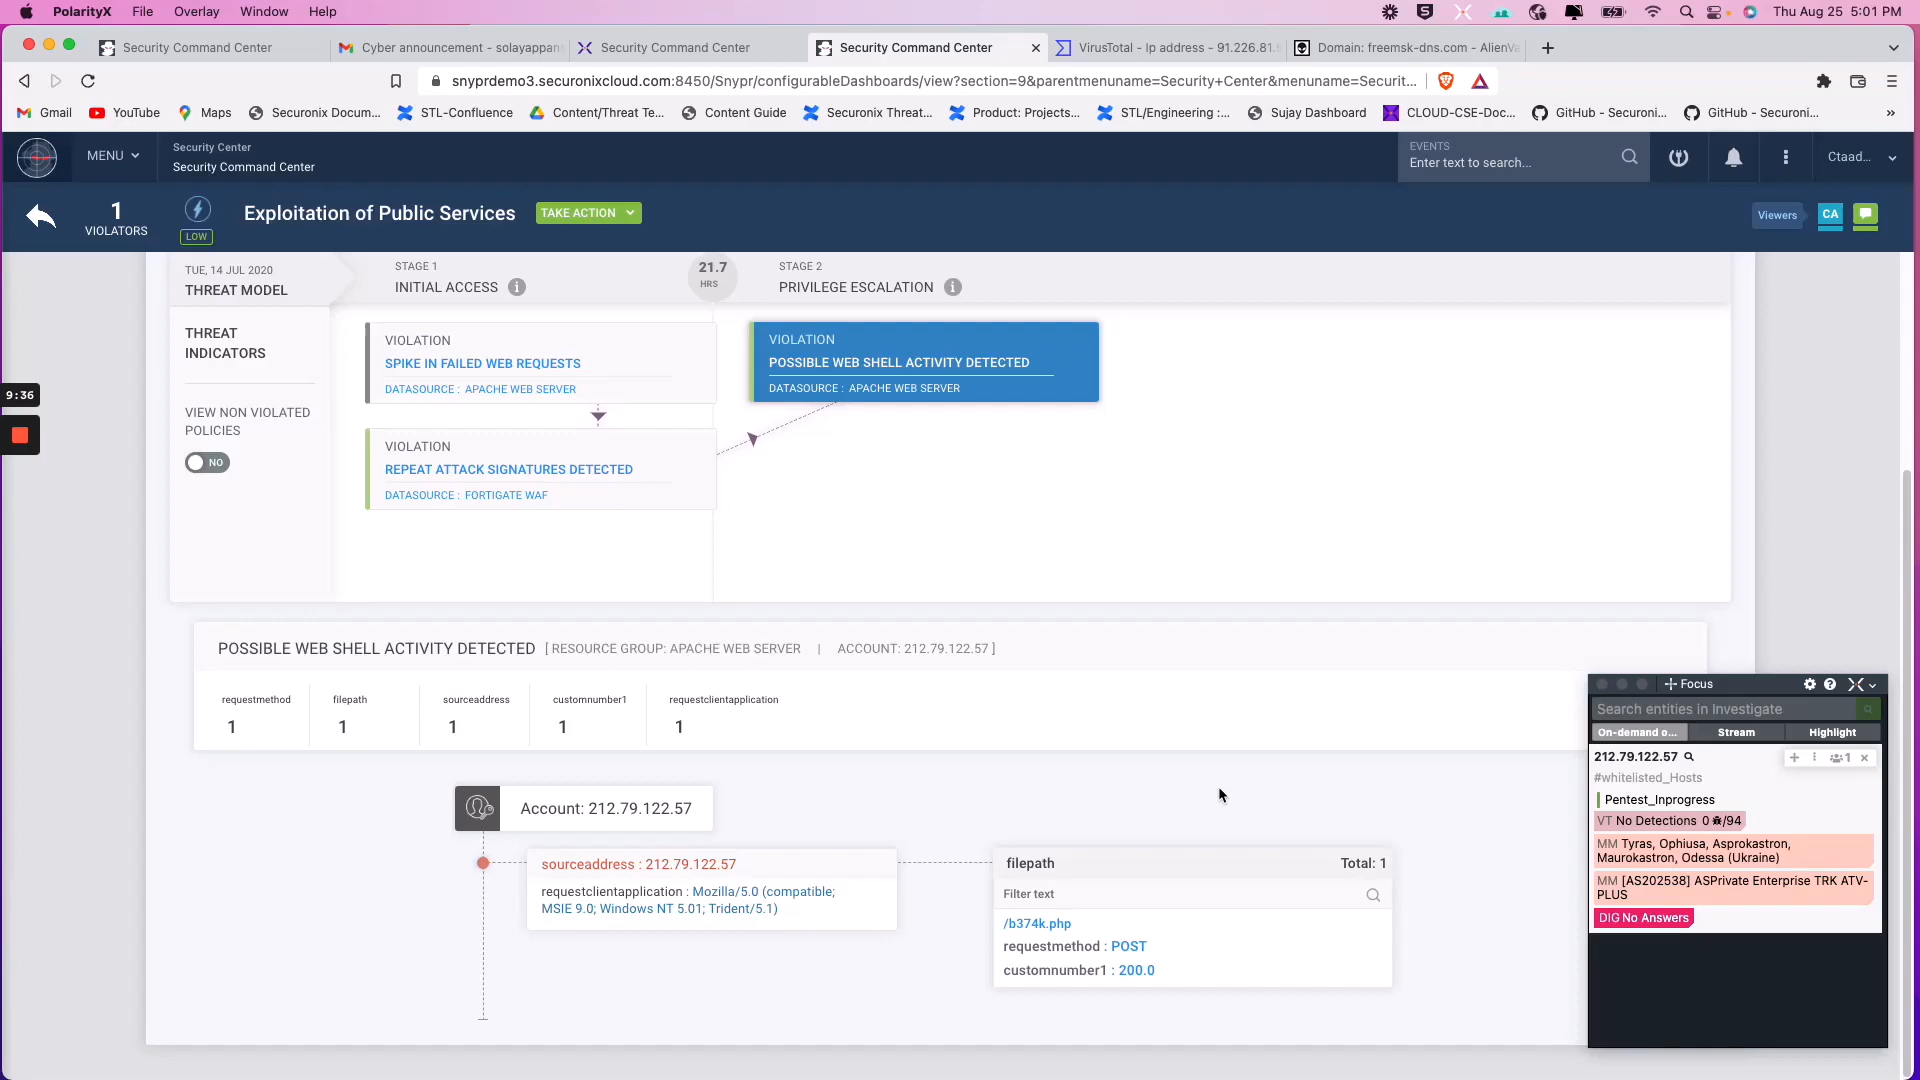 PolarityX File Overlay Window Help Thu Aug 25 5:01 PM
Security Command Center Cyber announcement - solayappan Security Command Center Security Command Center VirusTotal - Ip address - 91.226.81. Domain: freemsk-dns.com - AlienVa
snyprdemo3.securonixcloud.com:8450/Snypr/configurableDashboards/view?section=9&parentmenuname=Security+Center&menuname=Securit...
Gmail YouTube Maps Securonix Docum... STL-Confluence Content/Threat Te... Content Guide Securonix Threat... Product: Projects... STL/Engineering :... Sujay Dashboard CLOUD-CSE-Doc... GitHub - Securoni... GitHub - Securoni... »
MENU
Security Center
Security Command Center
EVENTS
Enter text to search...
Ctaad...
1
VIOLATORS
LOW
Exploitation of Public Services
TAKE ACTION
Viewers
CA
TUE, 14 JUL 2020
THREAT MODEL
STAGE 1
INITIAL ACCESS
21.7
HRS
STAGE 2
PRIVILEGE ESCALATION
THREAT
INDICATORS
VIEW NON VIOLATED
POLICIES
NO
9:36
VIOLATION
SPIKE IN FAILED WEB REQUESTS
DATASOURCE : APACHE WEB SERVER
VIOLATION
REPEAT ATTACK SIGNATURES DETECTED
DATASOURCE : FORTIGATE WAF
VIOLATION
POSSIBLE WEB SHELL ACTIVITY DETECTED
DATASOURCE : APACHE WEB SERVER
POSSIBLE WEB SHELL ACTIVITY DETECTED [ RESOURCE GROUP: APACHE WEB SERVER | ACCOUNT: 212.79.122.57 ]
requestmethod filepath sourceaddress customnumber1 requestclientapplication
1 1 1 1 1
Account: 212.79.122.57
sourceaddress : 212.79.122.57
requestclientapplication : Mozilla/5.0 (compatible;
MSIE 9.0; Windows NT 5.01; Trident/5.1)
filepath Total: 1
Filter text
/b374k.php
requestmethod : POST
customnumber1 : 200.0
Focus
Search entities in Investigate
On-demand o... Stream Highlight
212.79.122.57
1
#whitelisted_Hosts
Pentest_Inprogress
VT No Detections 0 /94
MM Tyras, Ophiusa, Asprokastron,
Maurokastron, Odessa (Ukraine)
MM [AS202538] ASPrivate Enterprise TRK ATV-
PLUS
DIG No Answers